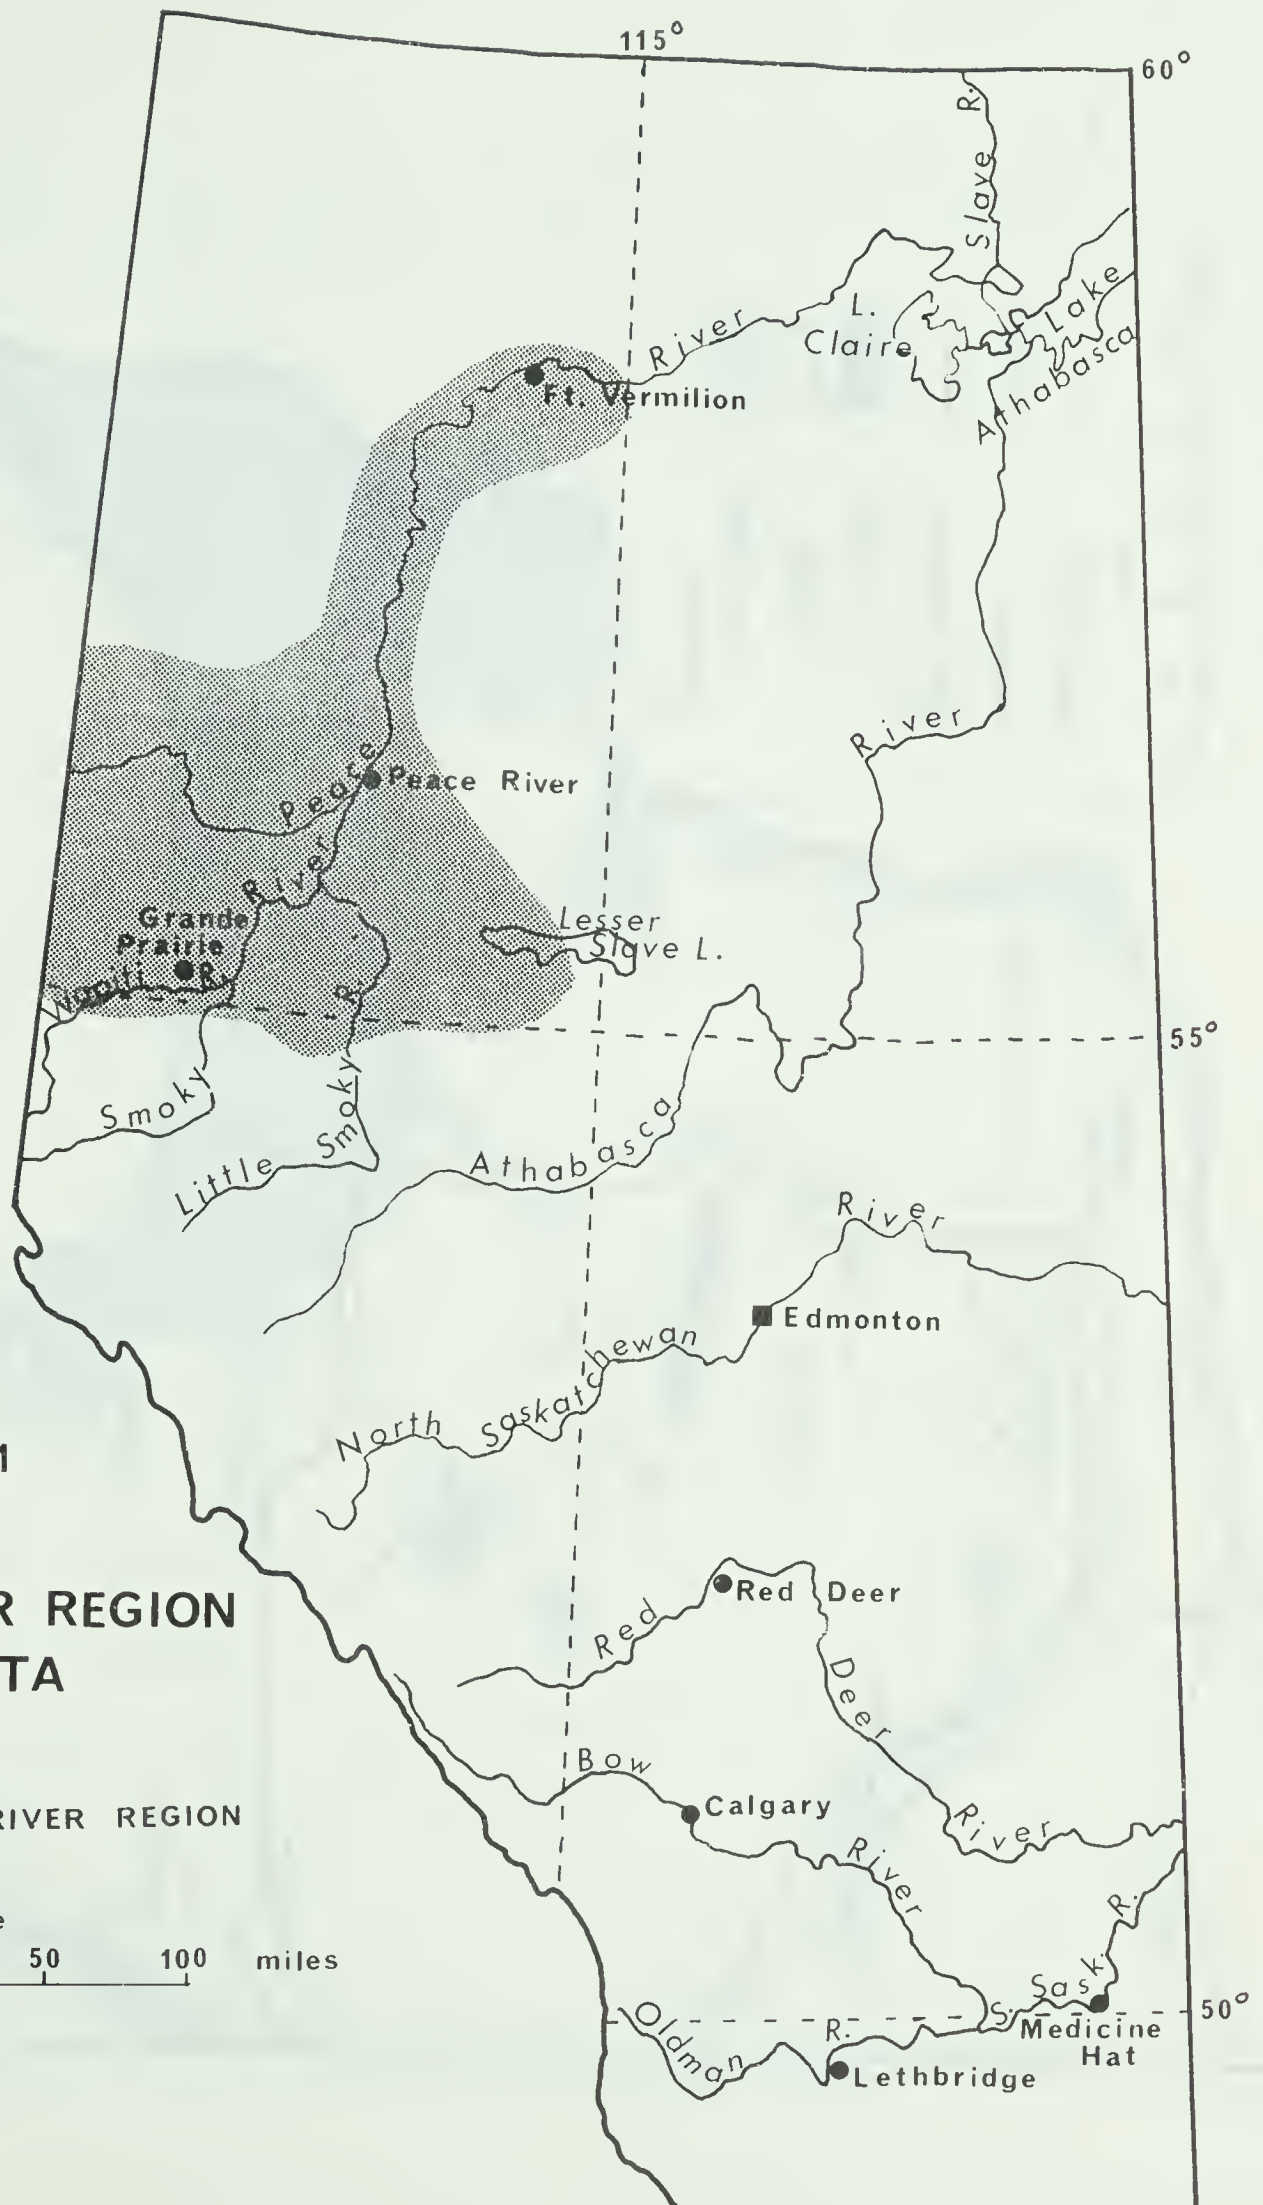 115°
60°
Slave R.
Lake
Athabasca
L.
Claire
River
Ft. Vermilion
River
Peace
Peace River
River
Grande
Prairie
Wapiti R.
Lesser
Slave L.
55°
Smoky
Little Smoky R.
Athabasca
River
Edmonton
North Saskatchewan
R REGION
TA
Red
Red Deer
Deer
River
Bow
Calgary
River
RIVER REGION
50 100 miles
Oldman
R.
S. Sask. R.
50°
Medicine
Hat
Lethbridge